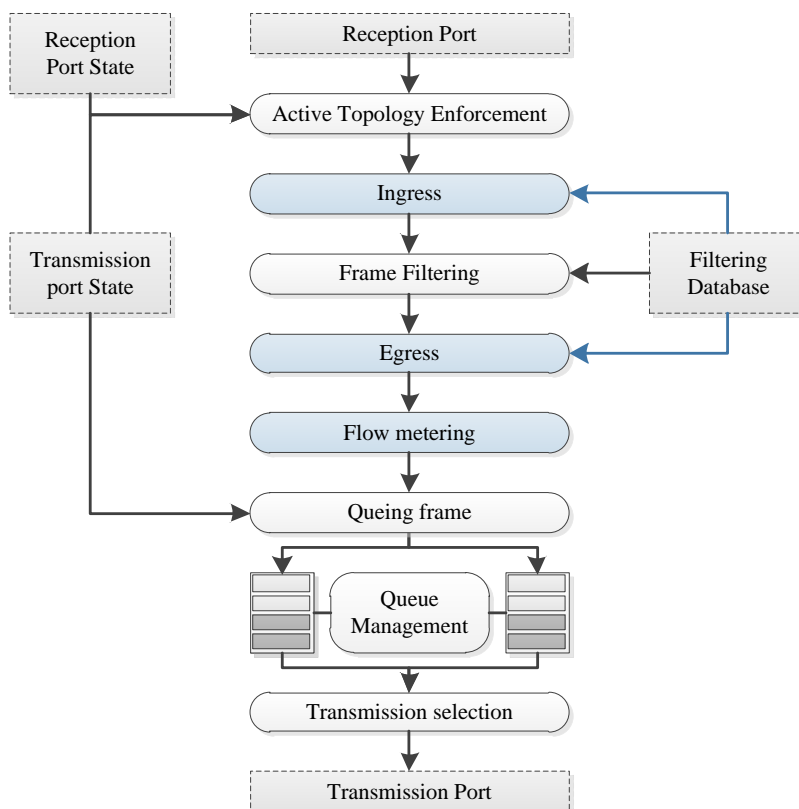 Reception
Port State
Reception Port
Active Topology Enforcement
Ingress
Transmission
port State
Frame Filtering
Filtering
Database
Egress
Flow metering
Queing frame
Queue
Management
Transmission selection
Transmission Port